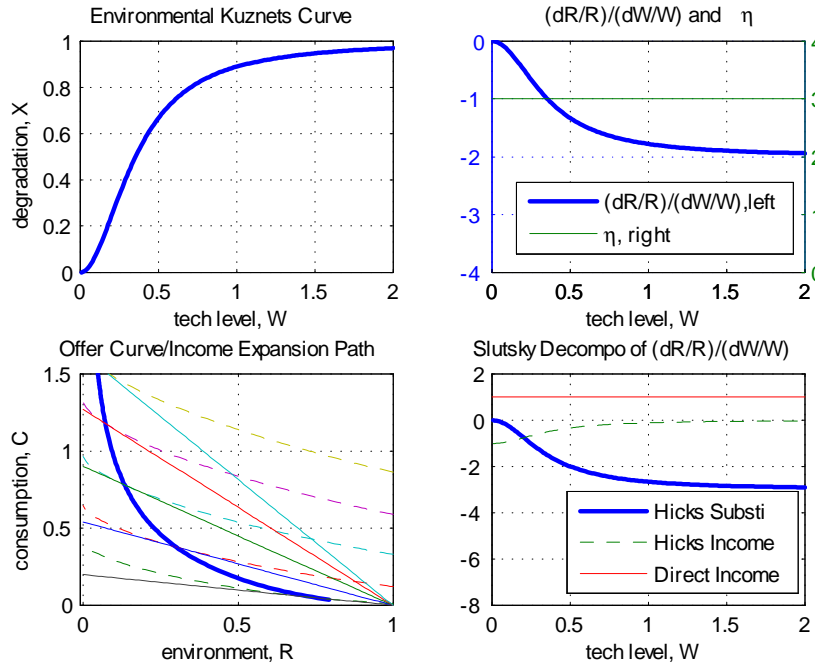 Environmental Kuznets Curve
1
0.8
0.6
0.4
0.2
0
degradation, X
0 0.5 1 1.5 2
tech level, W
(dR/R)/(dW/W) and η
0
-1
-2
-3
-4
4
3
2
1
0
(dR/R)/(dW/W),left
η, right
0 0.5 1 1.5 2
tech level, W
Offer Curve/Income Expansion Path
1.5
1
0.5
0
consumption, C
0 0.5 1
environment, R
Slutsky Decompo of (dR/R)/(dW/W)
2
0
-2
-4
-6
-8
Hicks Substi
Hicks Income
Direct Income
0 0.5 1 1.5 2
tech level, W